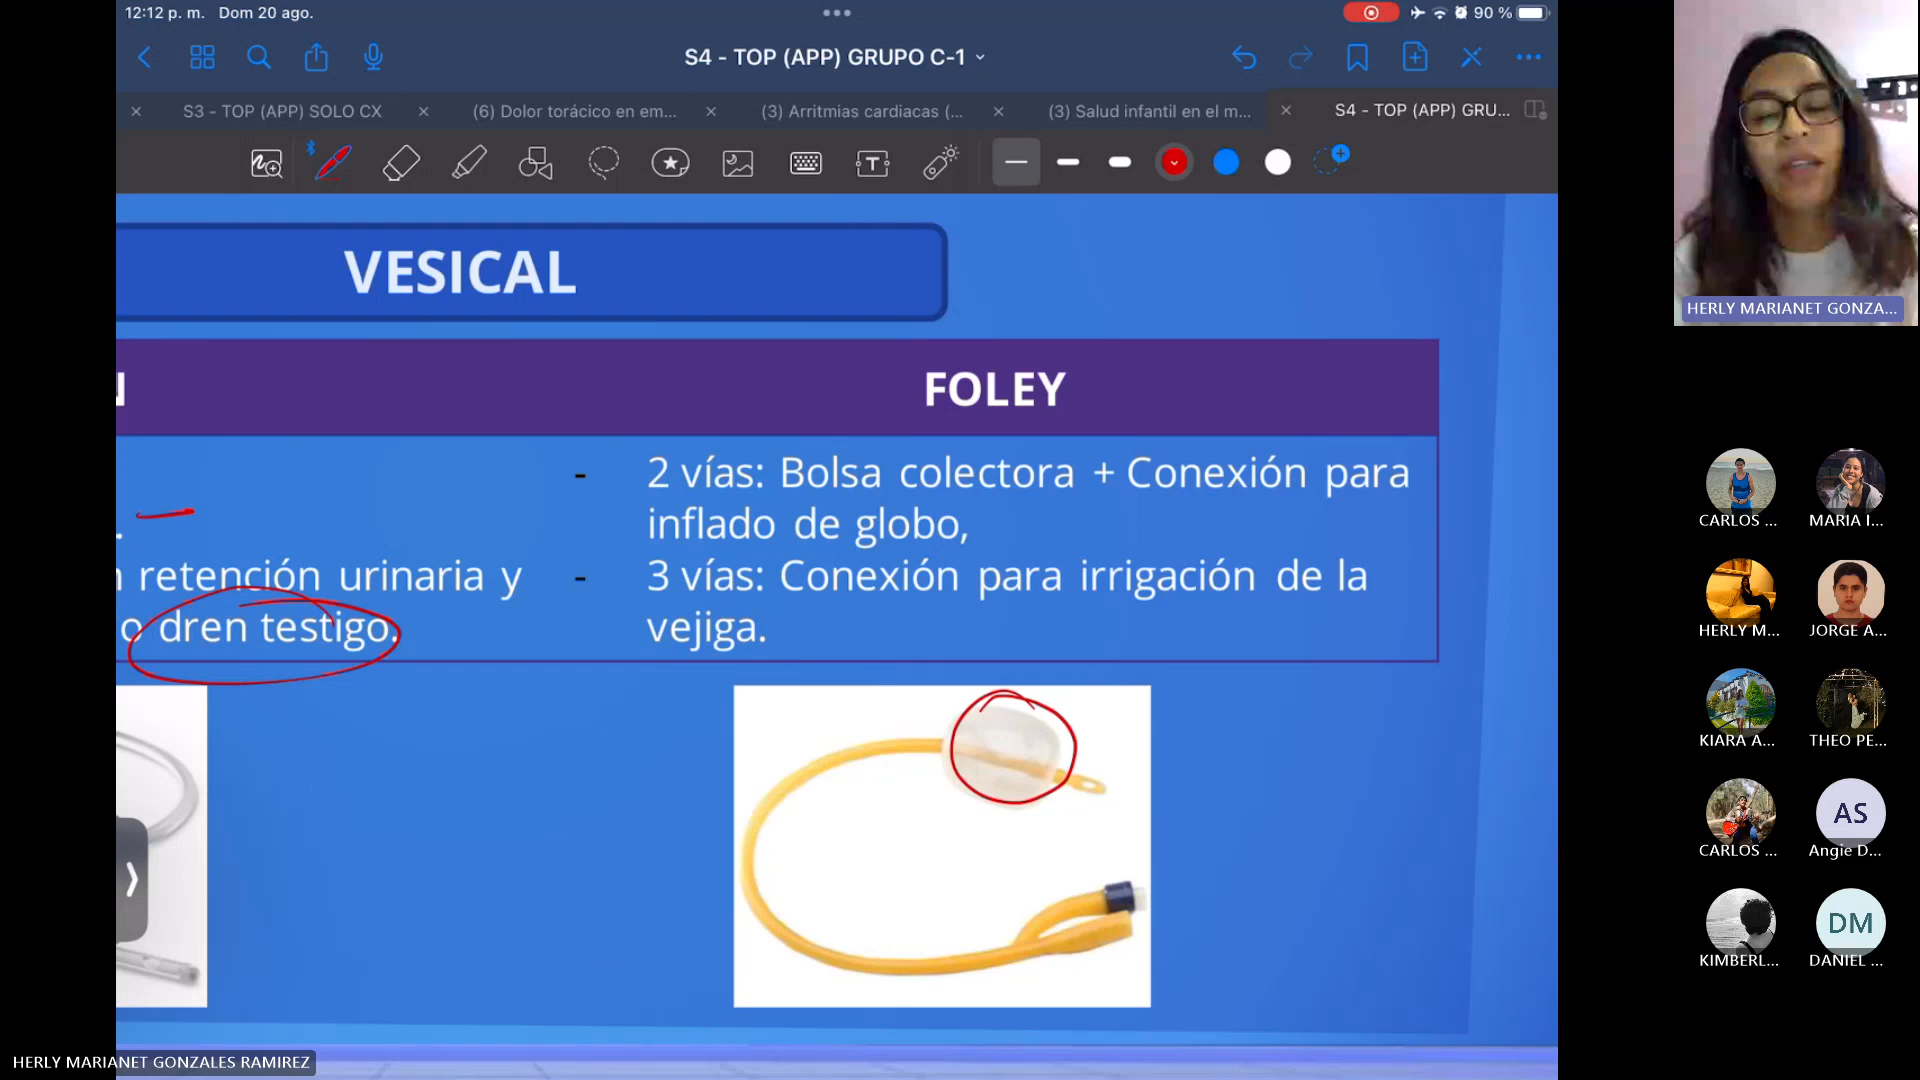 12:12 p. m. Dom 20 ago.
90 %
S4 - TOP (APP) GRUPO C-1
S3 - TOP (APP) SOLO CX
(6) Dolor torácico en em...
(3) Arritmias cardiacas (...
(3) Salud infantil en el m...
S4 - TOP (APP) GRU...
VESICAL
N
FOLEY
- 2 vías: Bolsa colectora + Conexión para
inflado de globo,
.
n retención urinaria y
- 3 vías: Conexión para irrigación de la
o dren testigo.
vejiga.
HERLY MARIANET GONZA...
CARLOS ...
MARIA I...
HERLY M...
JORGE A...
KIARA A...
THEO PE...
CARLOS ...
AS
Angie D...
KIMBERL...
DM
DANIEL ...
HERLY MARIANET GONZALES RAMIREZ